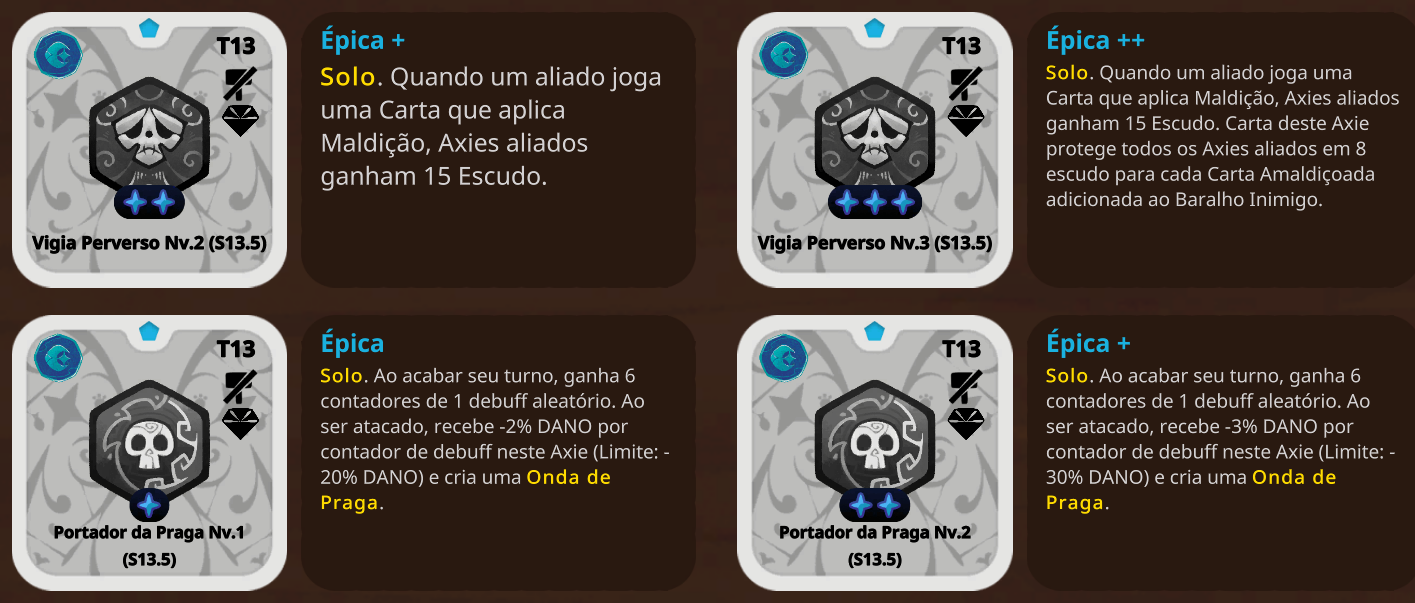 T13
Vigia Perverso Nv.2 (S13.5)
Épica +
Solo. Quando um aliado joga
uma Carta que aplica
Maldição, Axies aliados
ganham 15 Escudo.
T13
Vigia Perverso Nv.3 (S13.5)
Épica ++
Solo. Quando um aliado joga uma
Carta que aplica Maldição, Axies aliados
ganham 15 Escudo. Carta deste Axie
protege todos os Axies aliados em 8
escudo para cada Carta Amaldiçoada
adicionada ao Baralho Inimigo.
T13
Portador da Praga Nv.1
(S13.5)
Épica
Solo. Ao acabar seu turno, ganha 6
contadores de 1 debuff aleatório. Ao
ser atacado, recebe -2% DANO por
contador de debuff neste Axie (Limite: -
20% DANO) e cria uma Onda de
Praga.
T13
Portador da Praga Nv.2
(S13.5)
Épica +
Solo. Ao acabar seu turno, ganha 6
contadores de 1 debuff aleatório. Ao
ser atacado, recebe -3% DANO por
contador de debuff neste Axie (Limite: -
30% DANO) e cria uma Onda de
Praga.